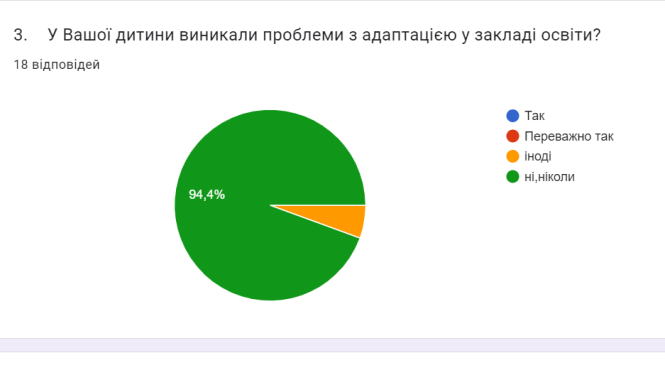 3. У Вашої дитини виникали проблеми з адаптацією у закладі освіти?
18 відповідей
Так
Переважно так
іноді
ні,ніколи
94,4%